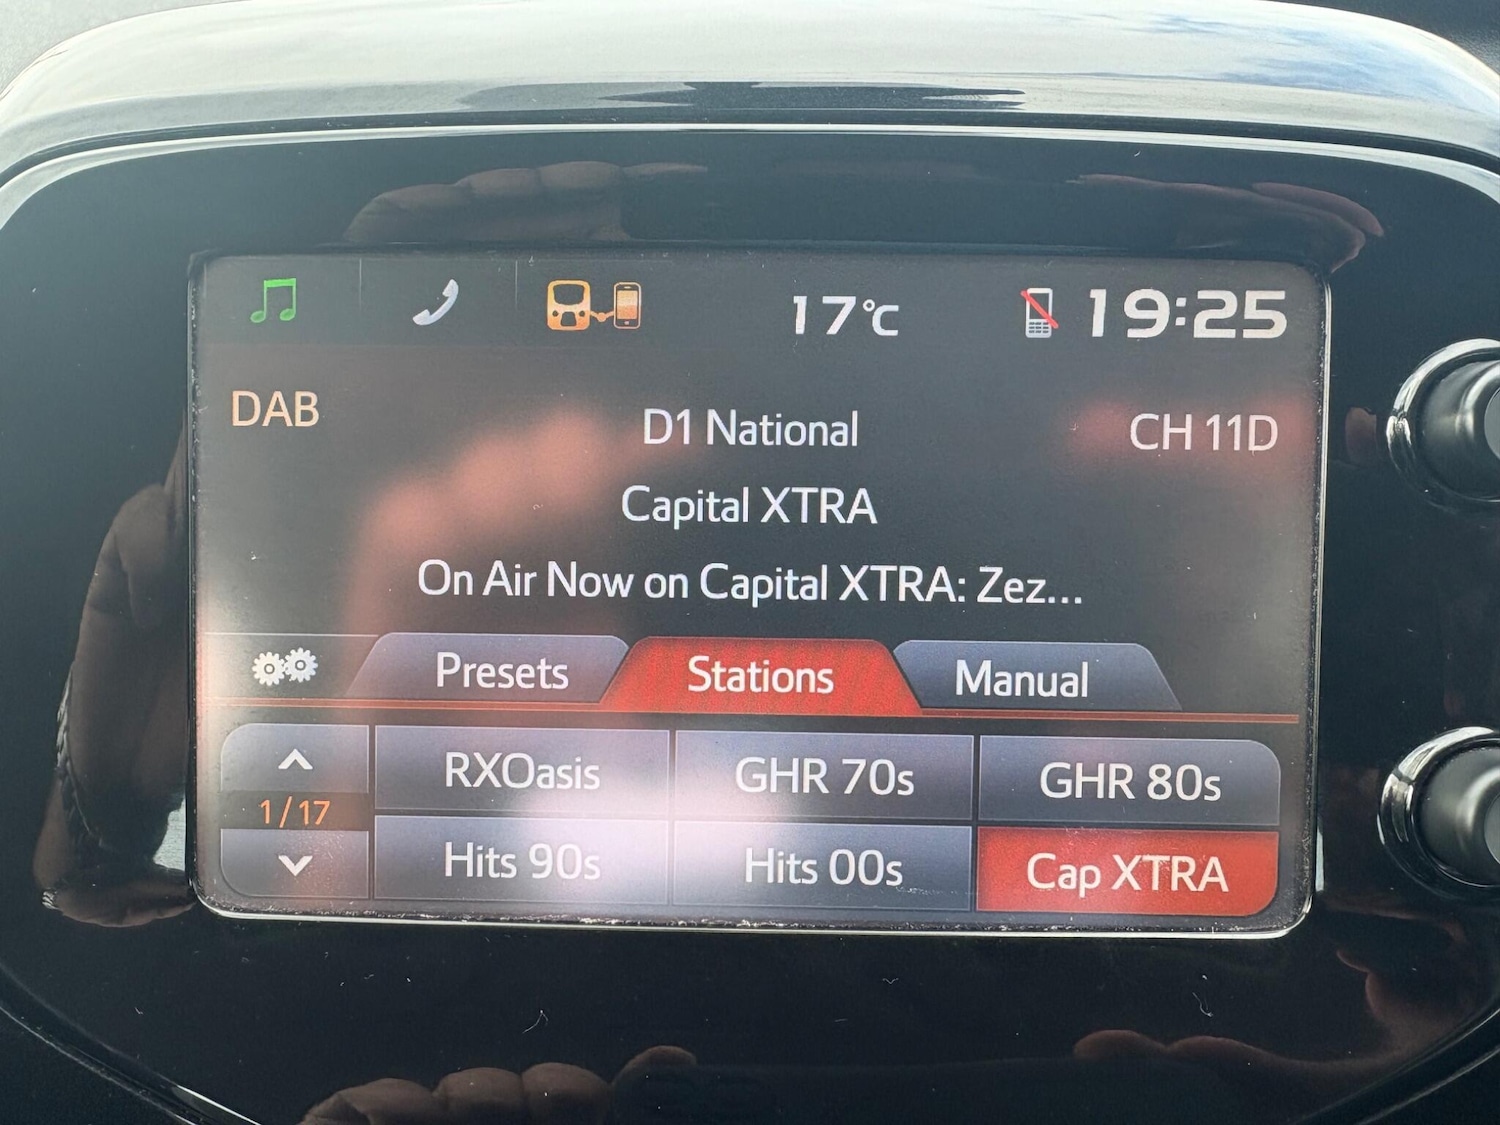 17°C 19:25
DAB D1 National CH 11D
Capital XTRA
On Air Now on Capital XTRA: Zez...
Presets Stations Manual
RXOasis GHR 70s GHR 80s
1/17
Hits 90s Hits 00s Cap XTRA